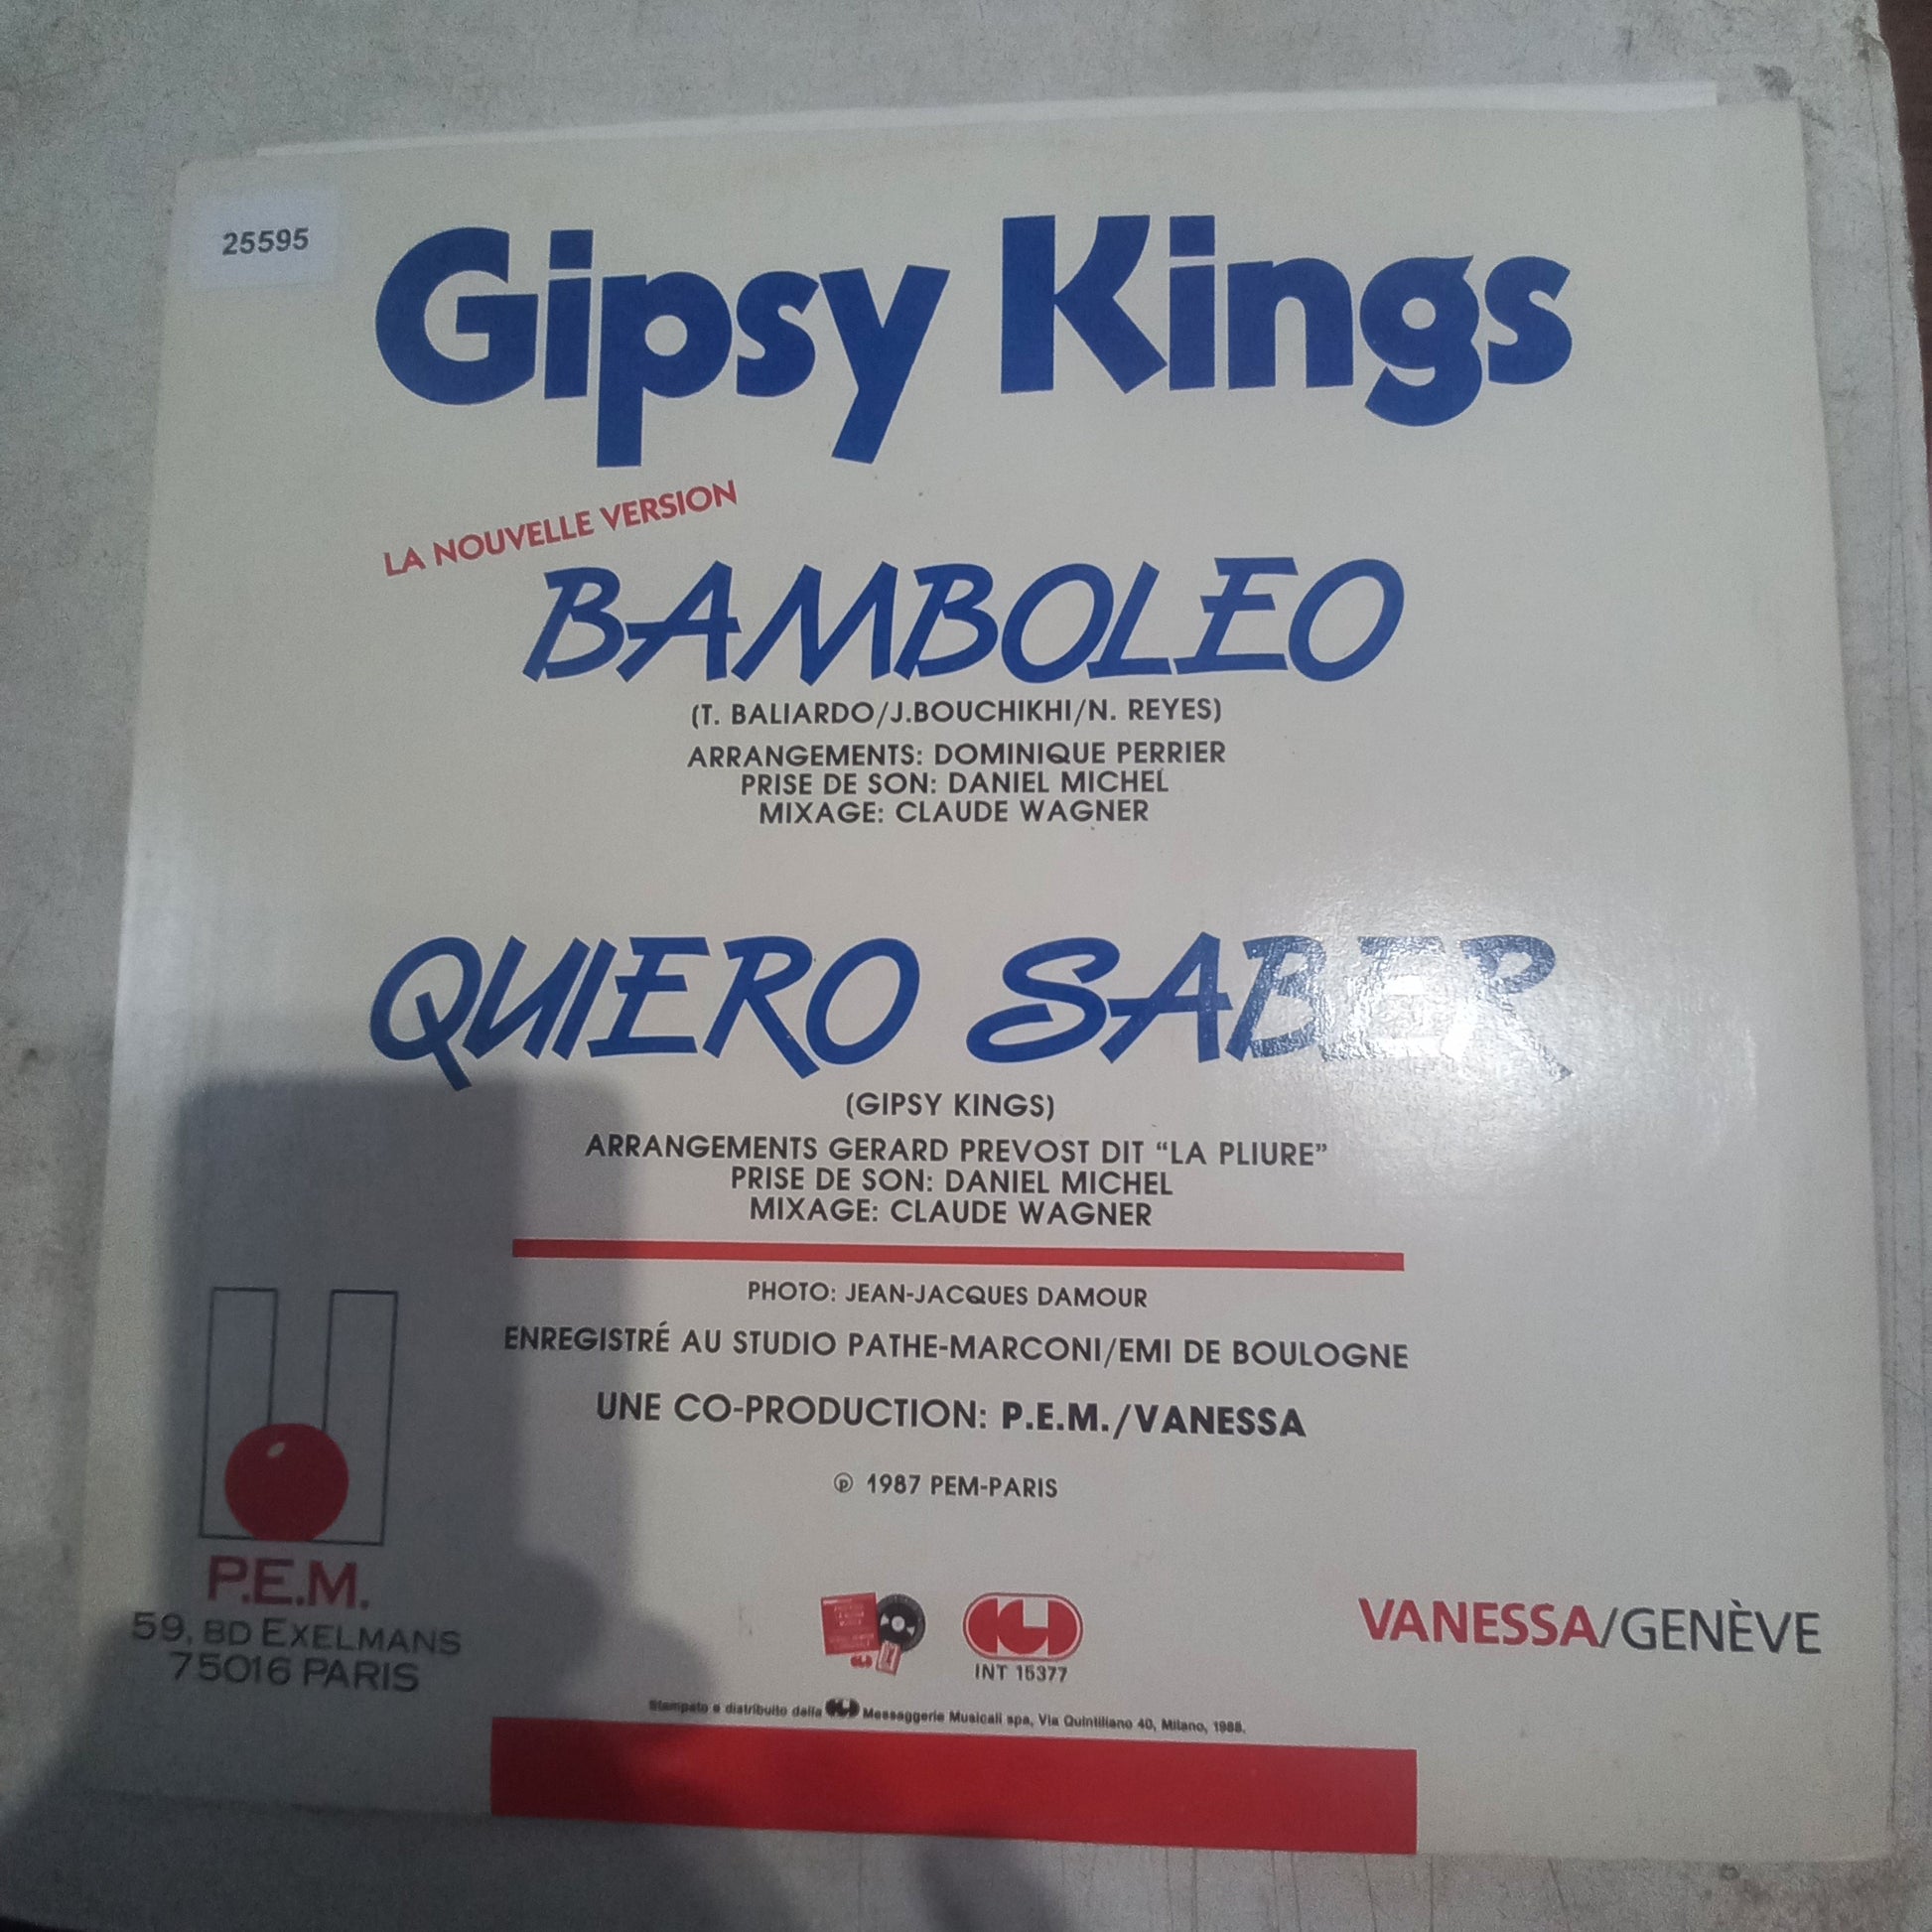 25595
Gipsy Kings
LA NOUVELLE VERSION
BAMBOLEO
(T. BALIARDO/J.BOUCHIKHI/N. REYES)
ARRANGEMENTS: DOMINIQUE PERRIER
PRISE DE SON: DANIEL MICHEL
MIXAGE: CLAUDE WAGNER
QUIERO SABER
(GIPSY KINGS)
ARRANGEMENTS GERARD PREVOST DIT “LA PLIURE”
PRISE DE SON: DANIEL MICHEL
MIXAGE: CLAUDE WAGNER
PHOTO: JEAN-JACQUES DAMOUR
ENREGISTRÉ AU STUDIO PATHE-MARCONI/EMI DE BOULOGNE
UNE CO-PRODUCTION: P.E.M./VANESSA
℗ 1987 PEM-PARIS
P.E.M.
59, BD EXELMANS
75016 PARIS
INT 15377
VANESSA/GENÈVE
Stampato e distribuito dalla Messaggerie Musicali spa, Via Quintiliano 40, Milano, 1988.